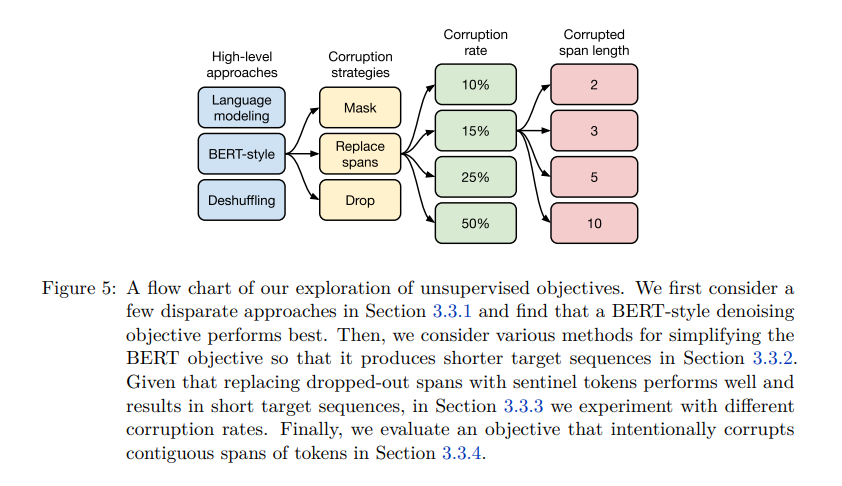 High-level
approaches
Language
modeling
BERT-style
Deshuffling
Corruption
strategies
Mask
Replace
spans
Drop
Corruption
rate
10%
15%
25%
50%
Corrupted
span length
2
3
5
10
Figure 5: A flow chart of our exploration of unsupervised objectives. We first consider a
few disparate approaches in Section 3.3.1 and find that a BERT-style denoising
objective performs best. Then, we consider various methods for simplifying the
BERT objective so that it produces shorter target sequences in Section 3.3.2.
Given that replacing dropped-out spans with sentinel tokens performs well and
results in short target sequences, in Section 3.3.3 we experiment with different
corruption rates. Finally, we evaluate an objective that intentionally corrupts
contiguous spans of tokens in Section 3.3.4.